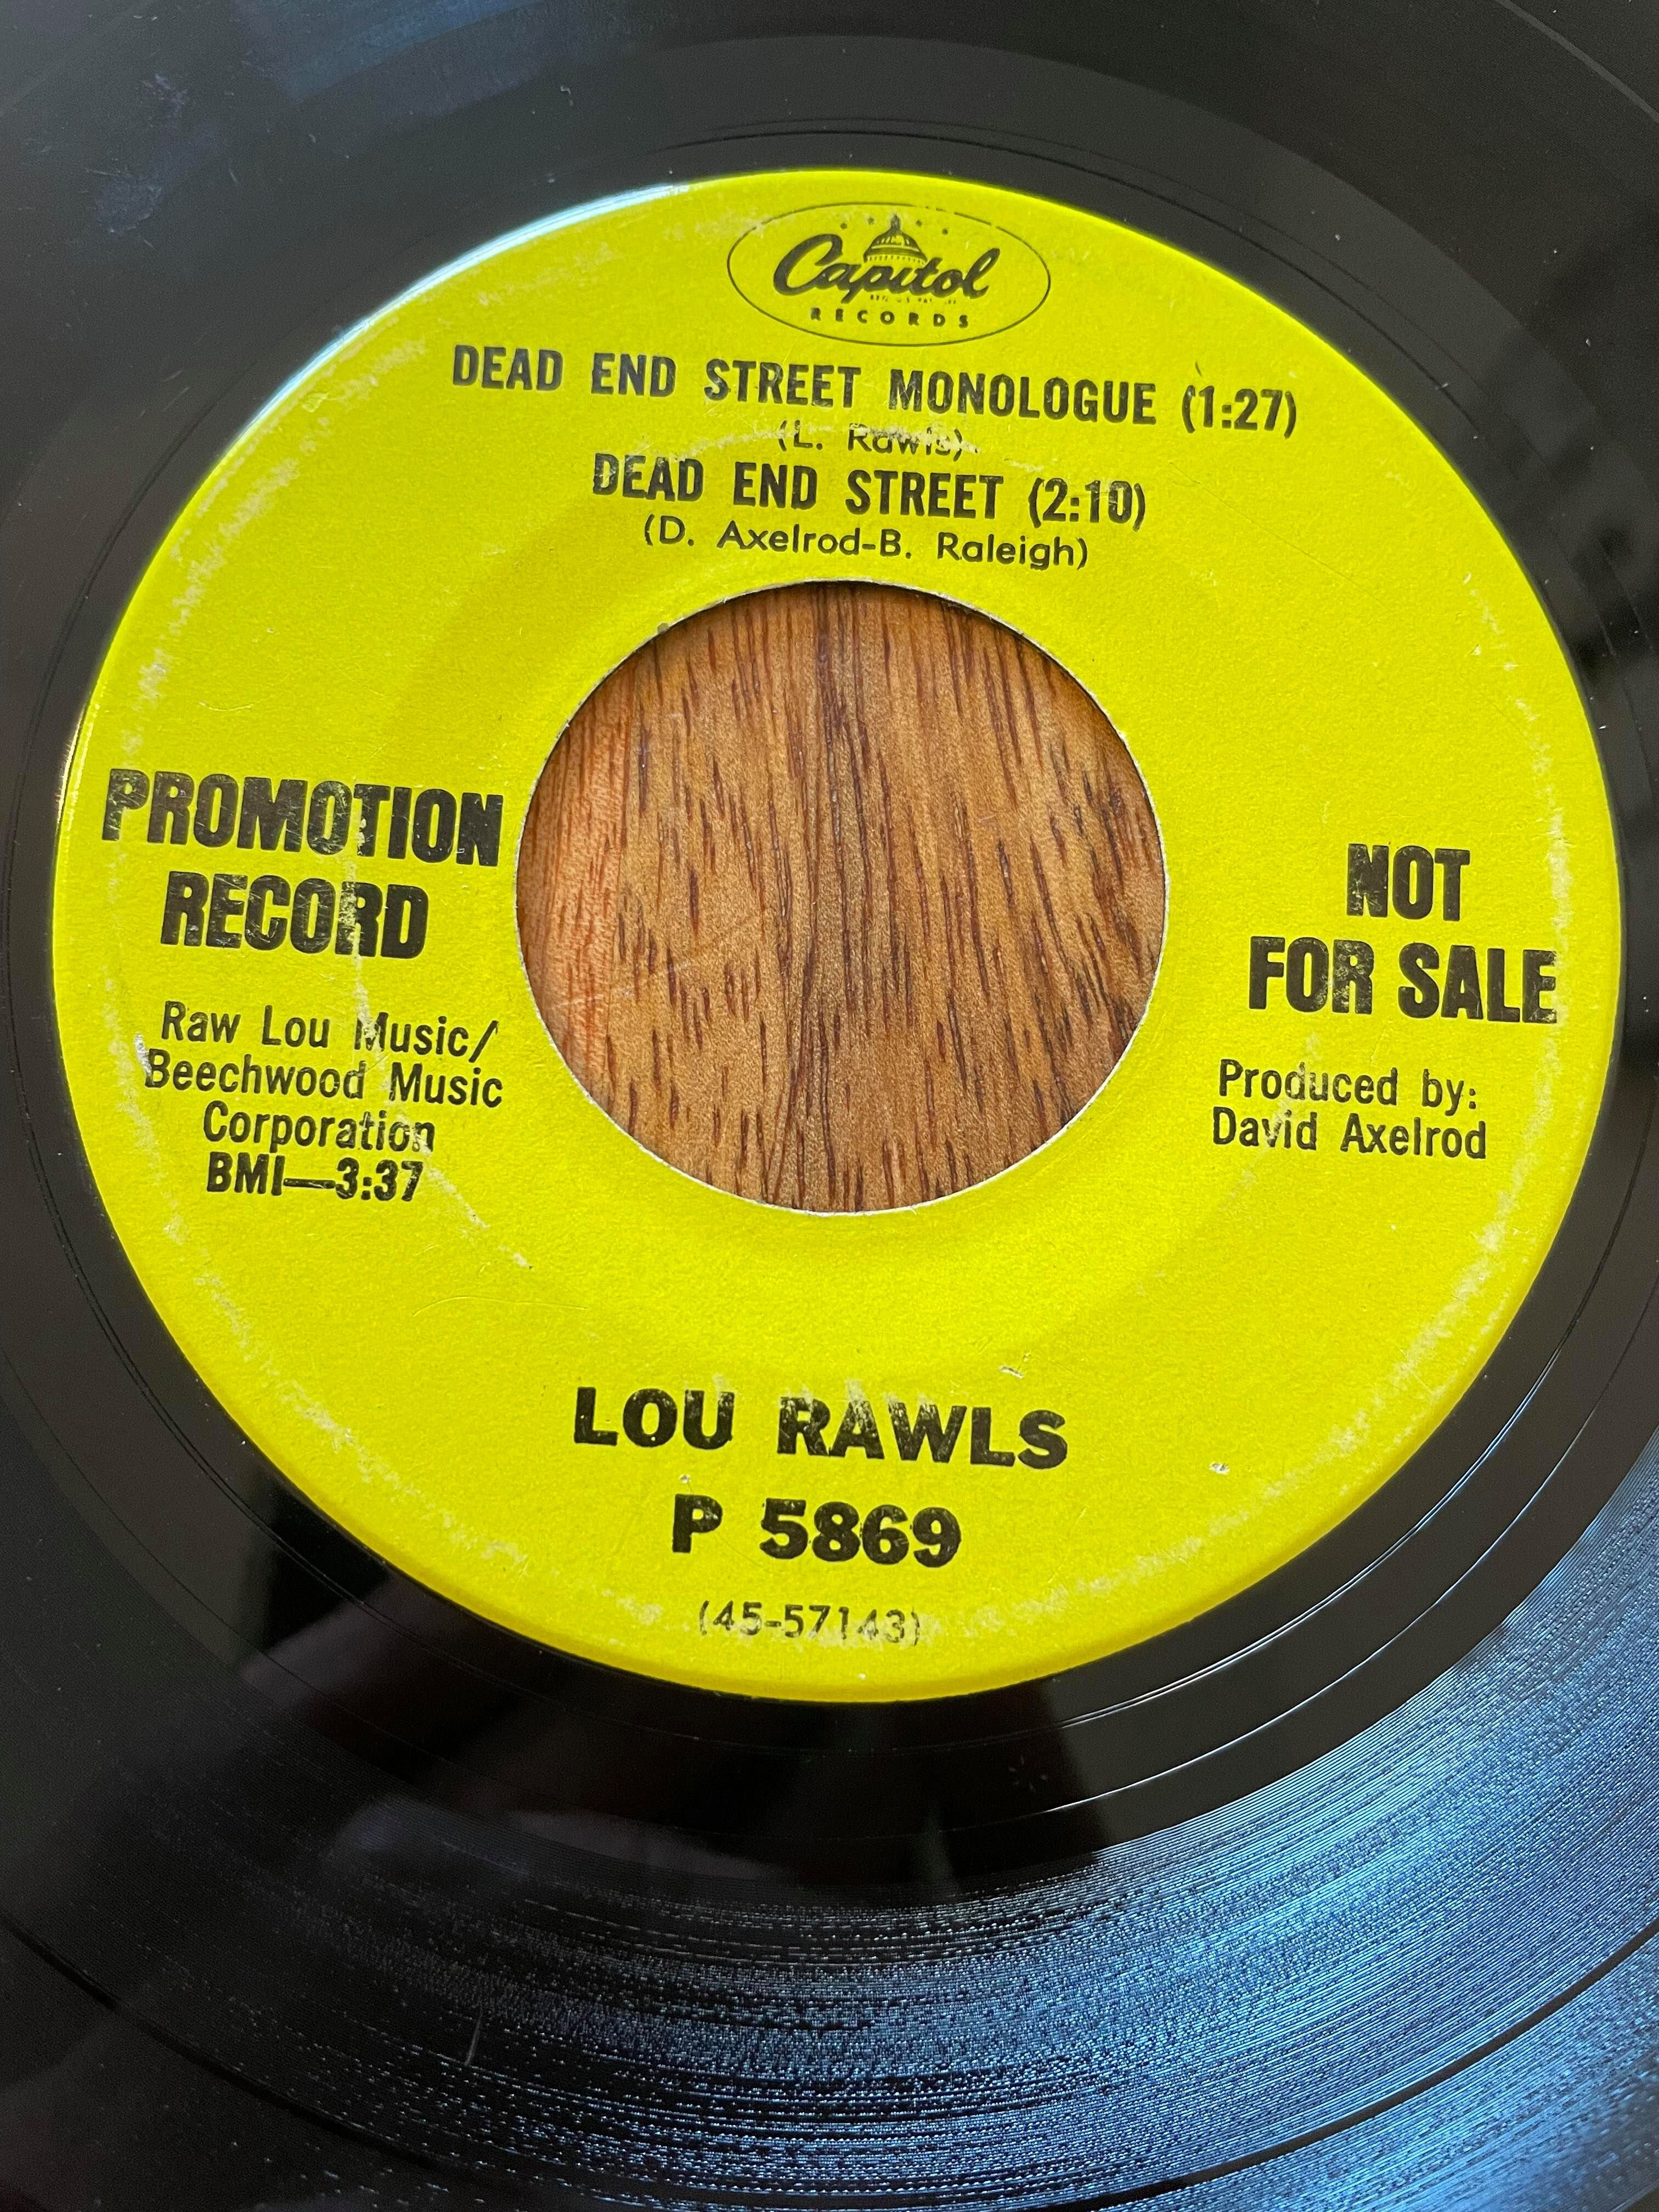 Capitol
RECORDS
DEAD END STREET MONOLOGUE (1:27)
(L. Rawls)
DEAD END STREET (2:10)
(D. Axelrod-B. Raleigh)
PROMOTION
RECORD
Raw Lou Music/
Beechwood Music
Corporation
BMI—3:37
NOT
FOR SALE
Produced by:
David Axelrod
LOU RAWLS
P 5869
(45-57143)